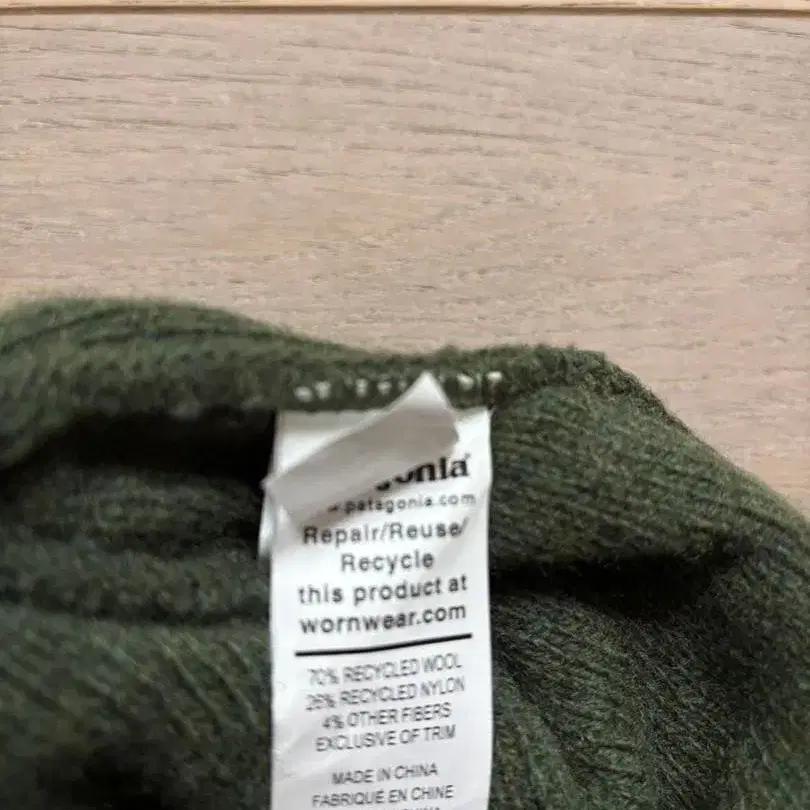 patagonia.com
Repair/Reuse/
Recycle
this product at
wornwear.com
70% RECYCLED WOOL
26% RECYCLED NYLON
4% OTHER FIBERS
EXCLUSIVE OF TRIM
MADE IN CHINA
FABRIQUÉ EN CHINE